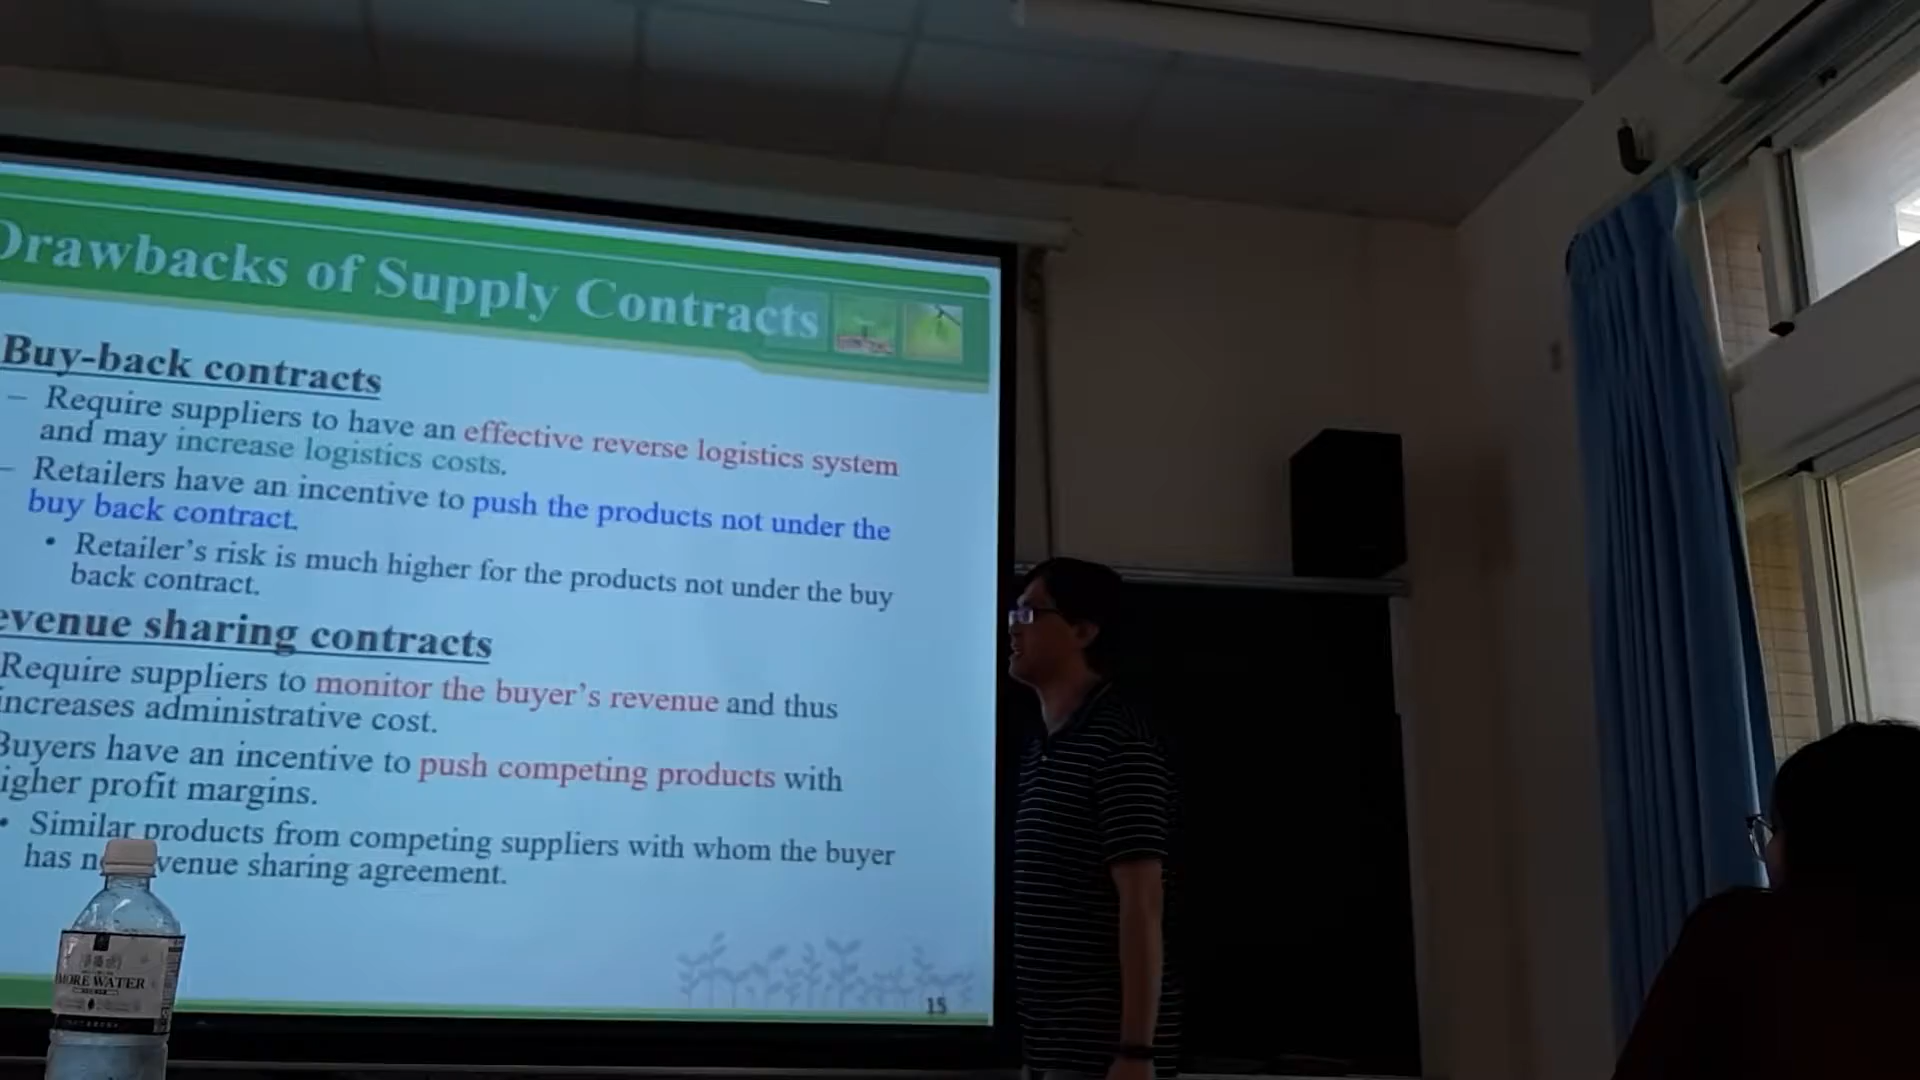 Drawbacks of Supply Contracts
Buy-back contracts
– Require suppliers to have an effective reverse logistics system
and may increase logistics costs.
– Retailers have an incentive to push the products not under the
buy back contract.
• Retailer's risk is much higher for the products not under the buy
back contract.
evenue sharing contracts
Require suppliers to monitor the buyer's revenue and thus
increases administrative cost.
Buyers have an incentive to push competing products with
igher profit margins.
• Similar products from competing suppliers with whom the buyer
has n venue sharing agreement.
15
MORE WATER